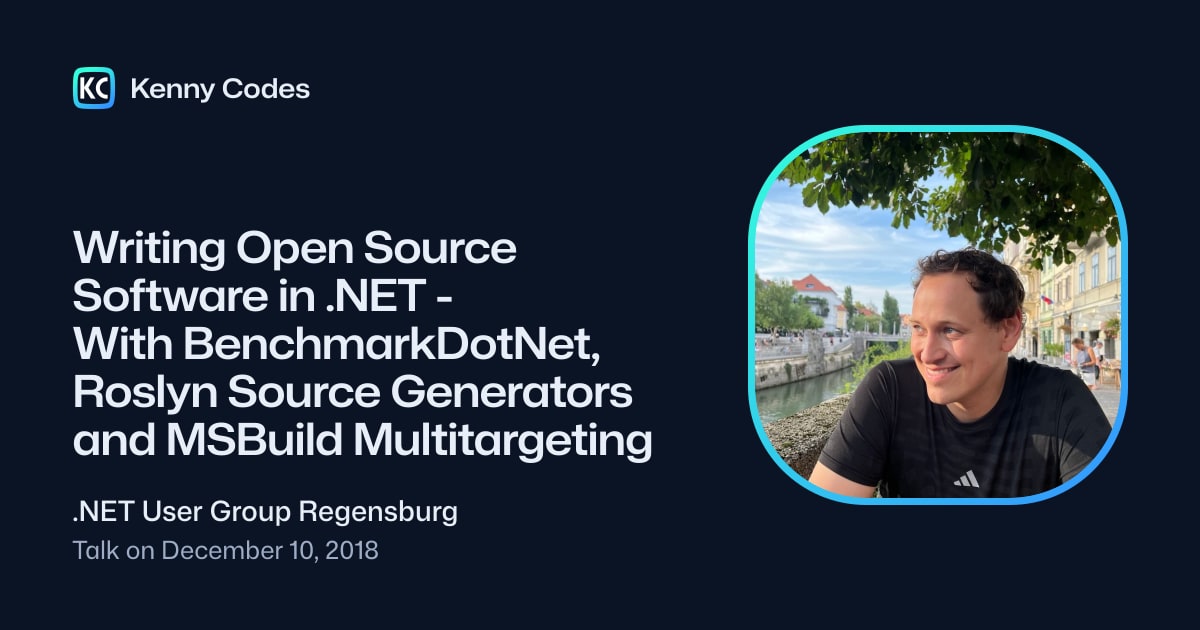 KC Kenny Codes
Writing Open Source
Software in .NET -
With BenchmarkDotNet,
Roslyn Source Generators
and MSBuild Multitargeting
.NET User Group Regensburg
Talk on December 10, 2018